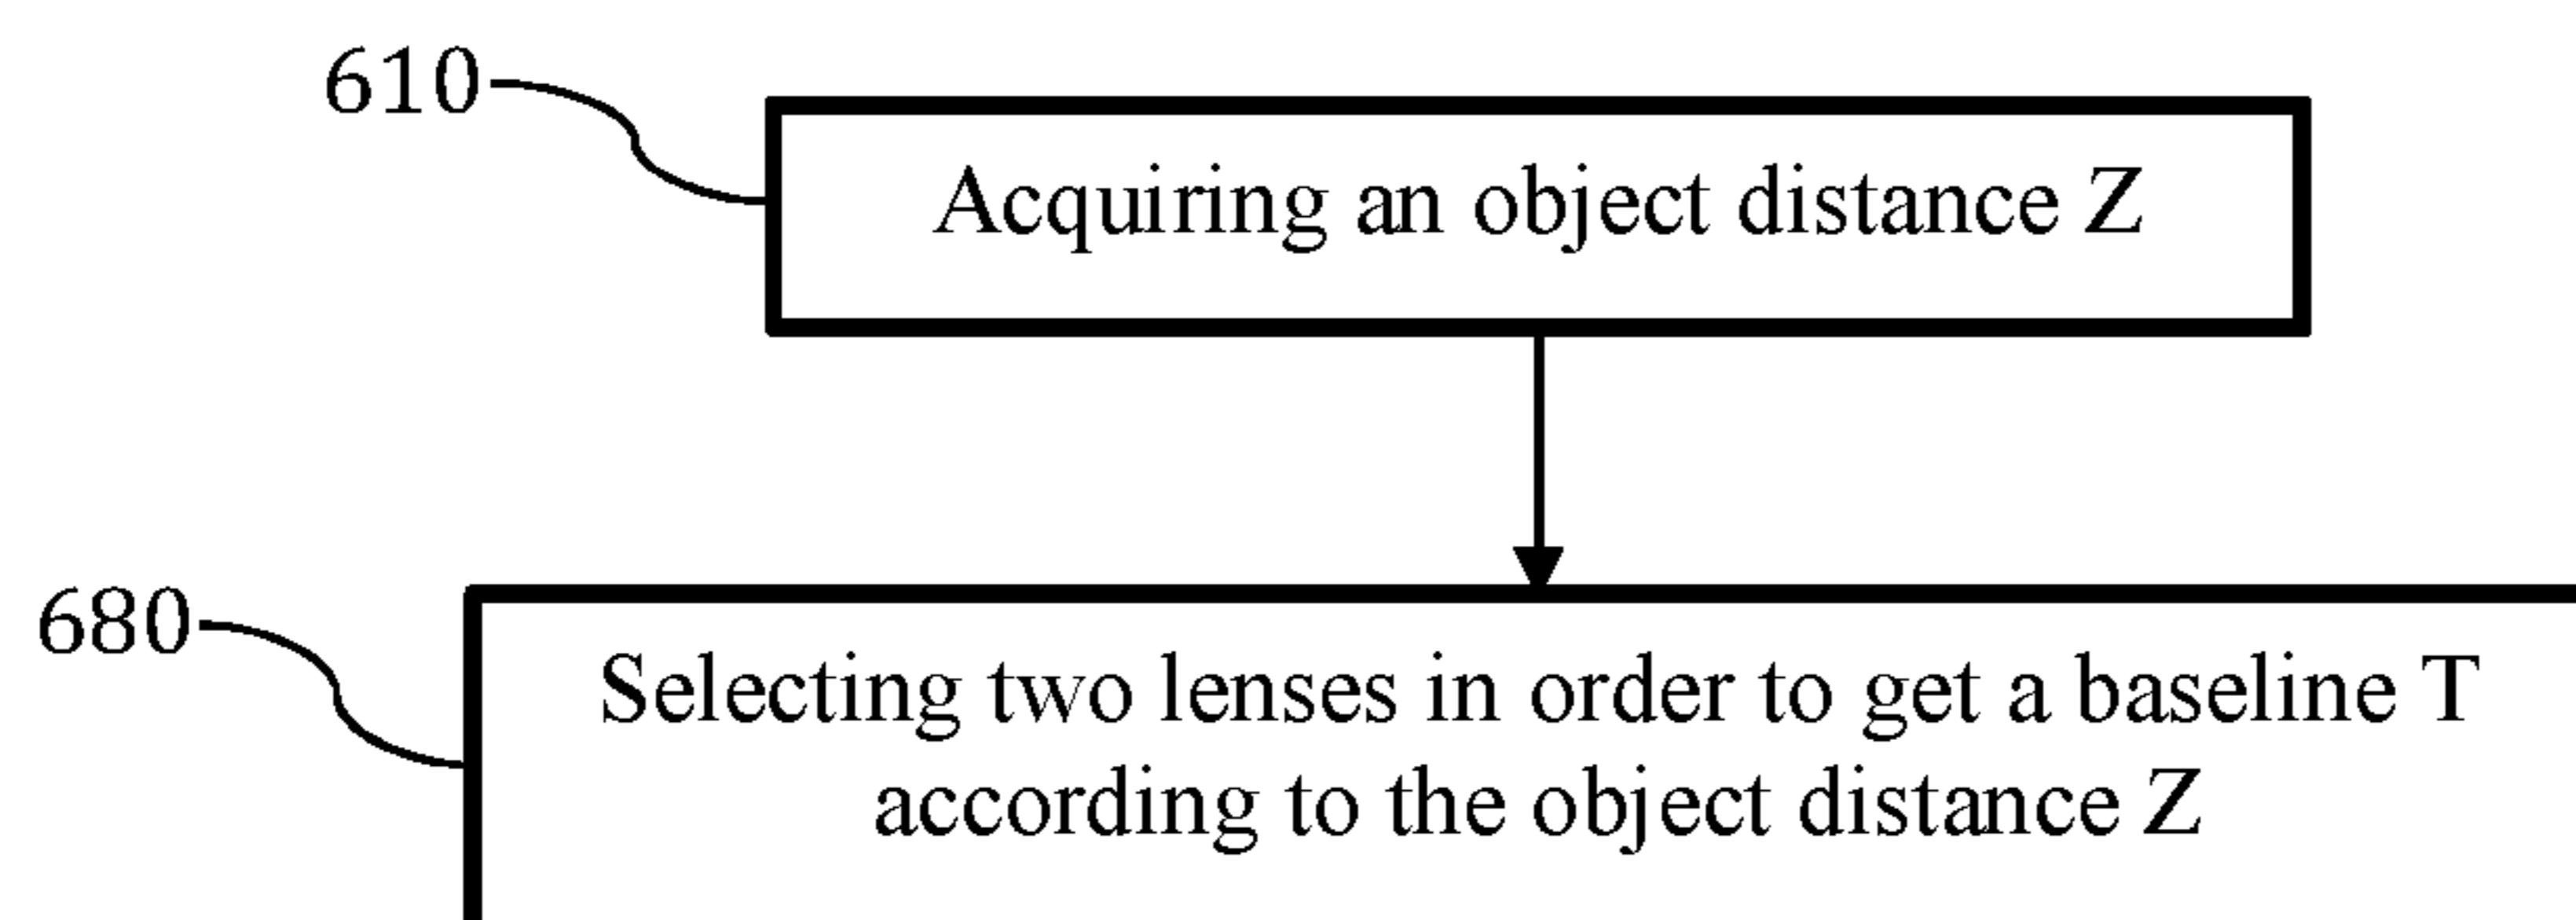 610
Acquiring an object distance Z
680
Selecting two lenses in order to get a baseline T
according to the object distance Z